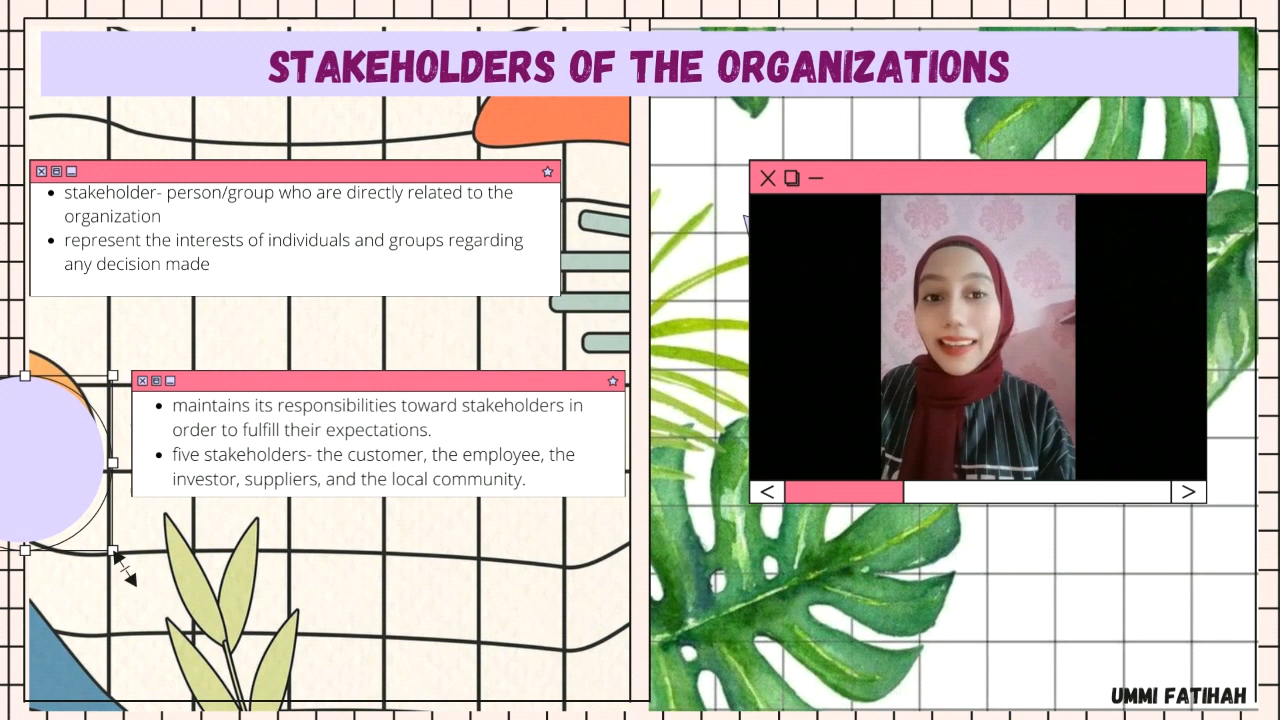 STAKEHOLDERS OF THE ORGANIZATIONS
stakeholder- person/group who are directly related to the
organization
represent the interests of individuals and groups regarding
any decision made
maintains its responsibilities toward stakeholders in
order to fulfill their expectations.
five stakeholders- the customer, the employee, the
investor, suppliers, and the local community.
UMMI FATIHAH